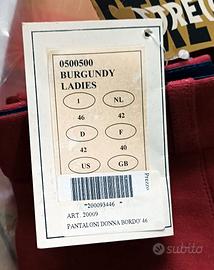 0500500
BURGUNDY
LADIES
I NL
46 42
D F
42 40
US GB
Prezzo
*200093446*
ART. 20009
PANTALONI DONNA BORDO' 46
subito